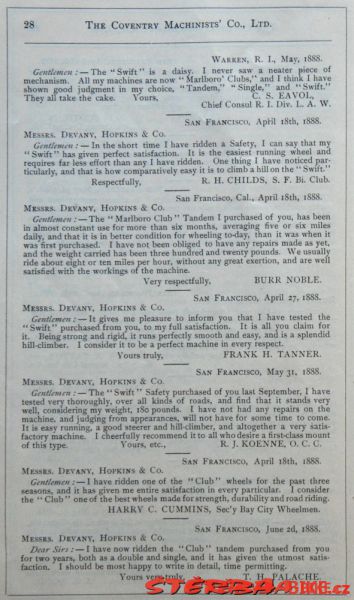 28 THE COVENTRY MACHINISTS' CO., LTD.
WARREN, R. I., May, 1888.
Gentlemen:—The "Swift" is a daisy. I never saw a neater piece of
mechanism. All my machines are now "Marlboro' Clubs," and I think I have
shown good judgment in my choice, "Tandem," "Single," and "Swift."
They all take the cake. Yours, C. S. EAVOL,
Chief Consul R. I. Div. L. A. W.
SAN FRANCISCO, April 18th, 1888.
MESSRS. DEVANY, HOPKINS & CO.
Gentlemen:—In the short time I have ridden a Safety, I can say that my
"Swift" has given perfect satisfaction. It is the easiest running wheel and
requires far less effort than any I have ridden. One thing I have noticed par-
ticularly, and that is how comparatively easy it is to climb a hill on the "Swift."
Respectfully, R. H. CHILDS, S. F. Bi. Club.
San Francisco, Cal., April 18th, 1888.
MESSRS. DEVANY, HOPKINS & CO.
Gentlemen:—The "Marlboro Club" Tandem I purchased of you, has been
in almost constant use for more than six months, averaging five or six miles
daily, and that it is in better condition for wheeling to-day, than it was when it
was first purchased. I have not been obliged to have any repairs made as yet,
and the weight carried has been three hundred and twenty pounds. We usually
ride about eight or ten miles per hour, without any great exertion, and are well
satisfied with the workings of the machine.
Very respectfully, BURR NOBLE.
SAN FRANCISCO, April 27, 1888.
MESSRS. DEVANY, HOPKINS & CO.
Gentlemen:—It gives me pleasure to inform you that I have tested the
"Swift" purchased from you, to my full satisfaction. It is all you claim for
it. Being strong and rigid, it runs perfectly smooth and easy, and is a splendid
hill-climber. I consider it to be a perfect machine in every respect.
Yours truly, FRANK H. TANNER.
SAN FRANCISCO, May 31, 1888.
MESSRS. DEVANY, HOPKINS & CO.
Gentlemen:—The "Swift" Safety purchased of you last September, I have
tested very thoroughly, over all kinds of roads, and find that it stands very
well, considering my weight, 180 pounds. I have not had any repairs on the
machine, and judging from appearances, will not have for some time to come.
It is easy running, a good steerer and hill-climber, and altogether a very satis-
factory machine. I cheerfully recommend it to all who desire a first-class mount
of this type. Yours, etc., R. J. KOENNE, O. C. C.
San Francisco, April 18th, 1888.
MESSRS. DEVANY, HOPKINS & CO.
Gentlemen:—I have ridden one of the "Club" wheels for the past three
seasons, and it has given me entire satisfaction in every particular. I consider
the "Club" one of the best wheels made for strength, durability and road riding.
HARRY C. CUMMINS, Sec'y Bay City Wheelmen.
San Francisco, June 2d, 1888.
MESSRS. DEVANY, HOPKINS & CO.
Dear Sirs:—I have now ridden the "Club" tandem purchased from you
for two years, both as a double and single, and it has given the utmost satis-
faction. I should be most happy to write in detail, time permitting.
Yours very truly, T. H. PALACHE.
ŠTĚRBA-BIKE.cz